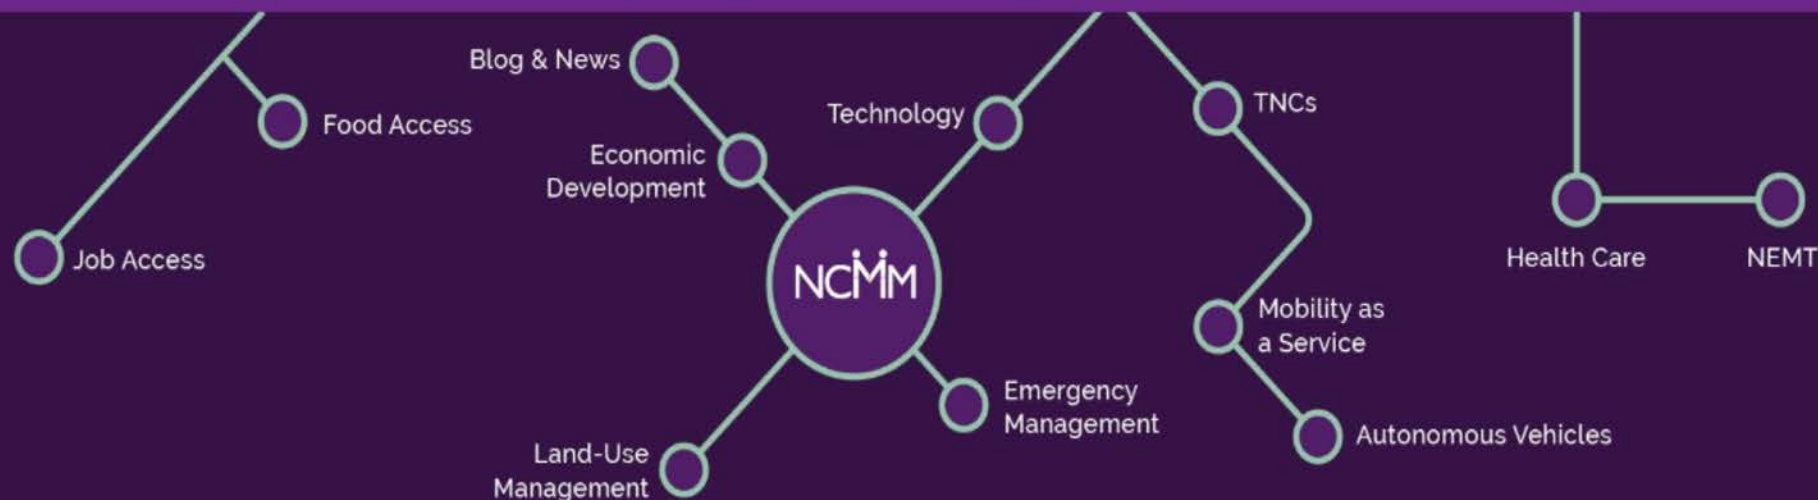 Blog & News
Food Access
Technology
TNCs
Economic
Development
Job Access
NCMM
Health Care
NEMT
Mobility as
a Service
Emergency
Management
Autonomous Vehicles
Land-Use
Management